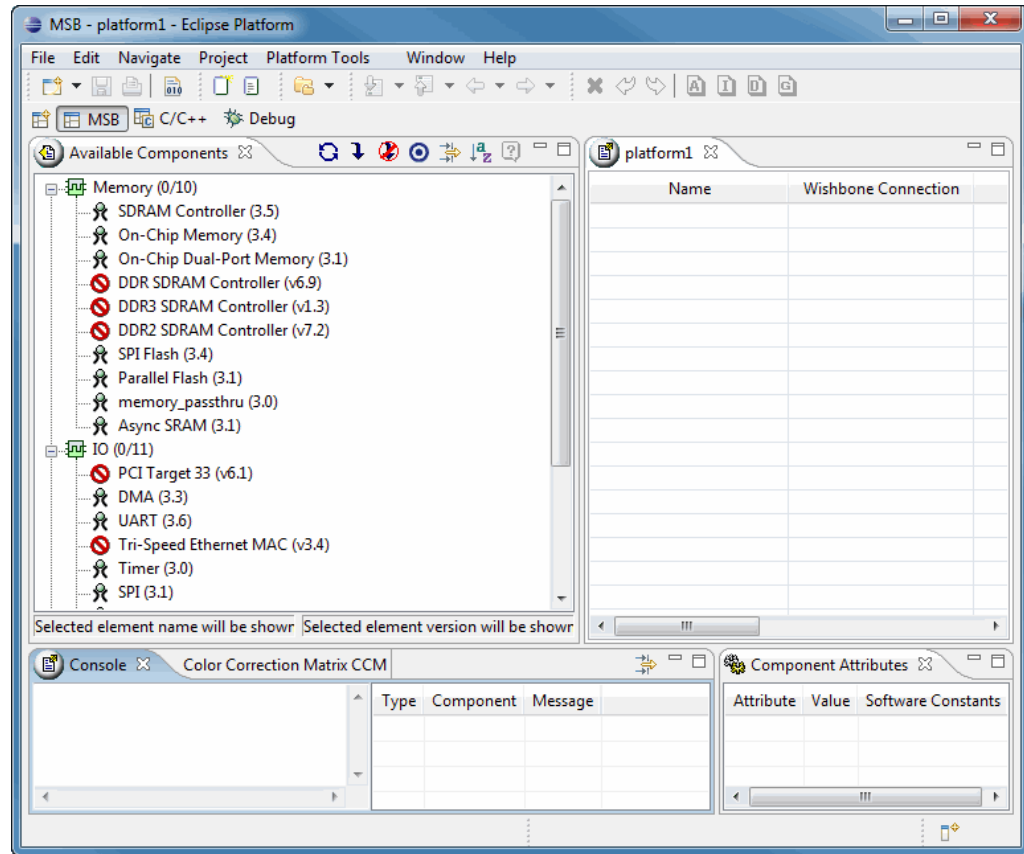 MSB - platform1 - Eclipse Platform
File Edit Navigate Project Platform Tools Window Help
010
A I D G
MSB C/C++ Debug
Available Components
a z ?
platform1
Memory (0/10)
SDRAM Controller (3.5)
On-Chip Memory (3.4)
On-Chip Dual-Port Memory (3.1)
DDR SDRAM Controller (v6.9)
DDR3 SDRAM Controller (v1.3)
DDR2 SDRAM Controller (v7.2)
SPI Flash (3.4)
Parallel Flash (3.1)
memory_passthru (3.0)
Async SRAM (3.1)
IO (0/11)
PCI Target 33 (v6.1)
DMA (3.3)
UART (3.6)
Tri-Speed Ethernet MAC (v3.4)
Timer (3.0)
SPI (3.1)
Selected element name will be shown Selected element version will be shown
Name Wishbone Connection
Console Color Correction Matrix CCM
Type Component Message
Component Attributes
Attribute Value Software Constants